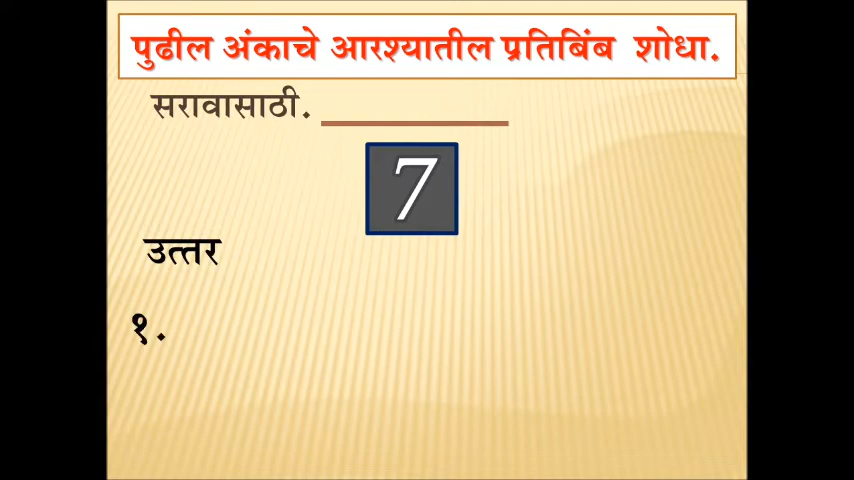 पुढील अंकाचे आरश्यातील प्रतिबिंब शोधा.
सरावासाठी.
7
उत्तर
१.